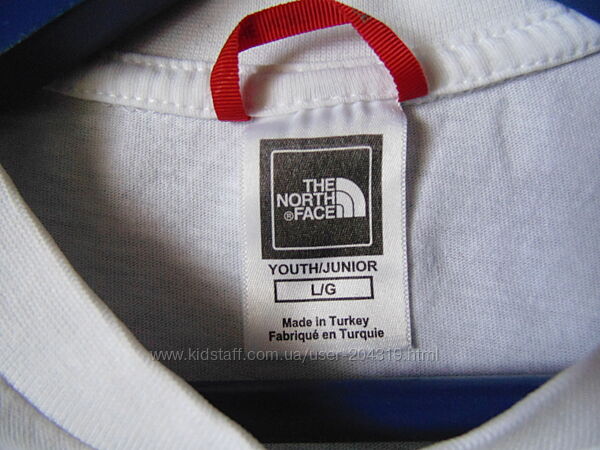 THE
NORTH
®FACE
YOUTH/JUNIOR
L/G
Made in Turkey
Fabriqué en Turquie
www.kidstaff.com.ua/user-204319.html